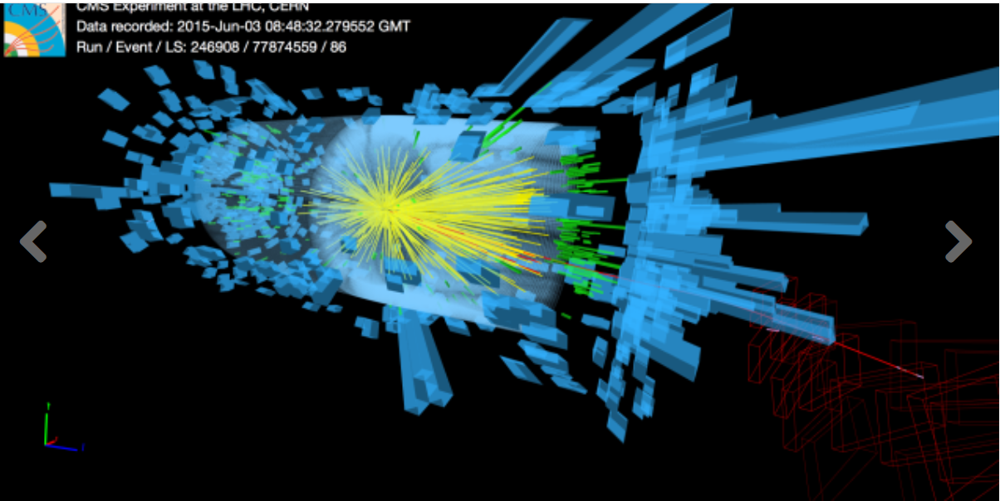 CMS
CMS Experiment at the LHC, CERN
Data recorded: 2015-Jun-03 08:48:32.279552 GMT
Run / Event / LS: 246908 / 77874559 / 86